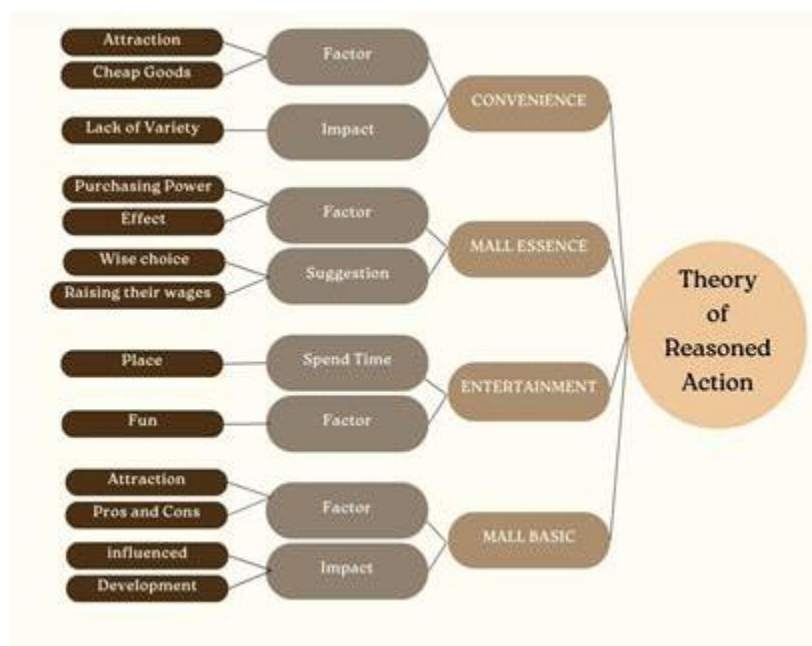 Attraction
Cheap Goods
Factor
Lack of Variety
Impact
CONVENIENCE
Purchasing Power
Effect
Factor
Wise choice
Raising their wages
Suggestion
MALL ESSENCE
Place
Spend Time
Fun
Factor
ENTERTAINMENT
Attraction
Pros and Cons
Factor
influenced
Development
Impact
MALL BASIC
Theory
of
Reasoned
Action